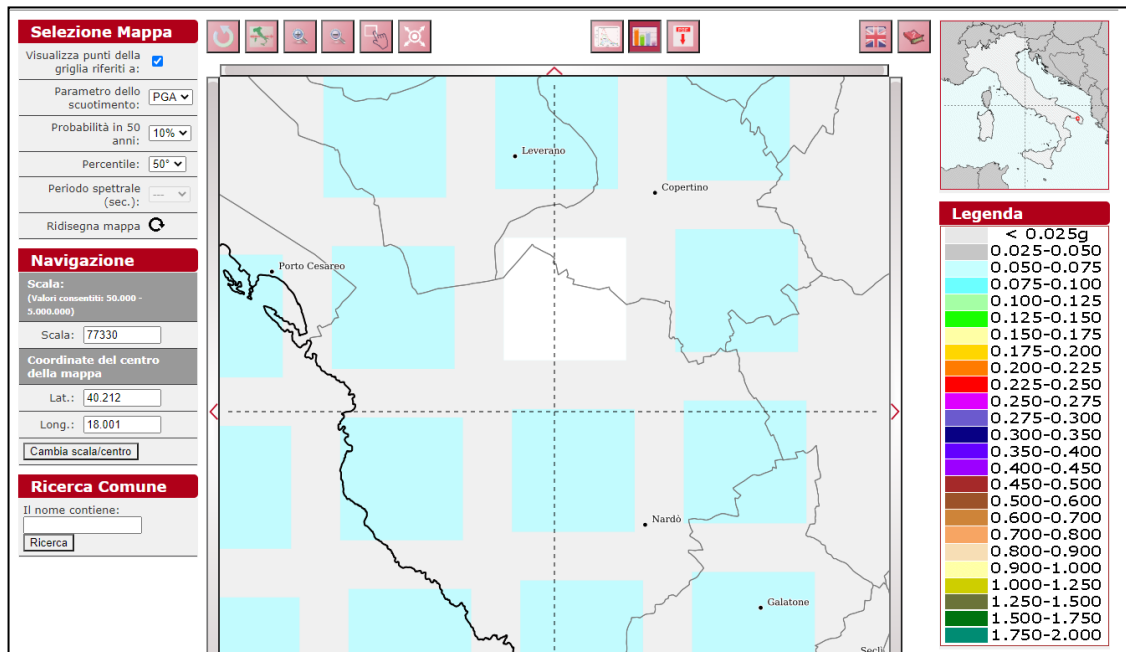 Selezione Mappa
Visualizza punti della
griglia riferiti a:
Parametro dello
scuotimento:
PGA
Probabilità in 50
anni:
10%
Percentile:
50°
Periodo spettrale
(sec.):
---
Ridisegna mappa
Navigazione
Scala:
(Valori consentiti: 50.000 -
5.000.000)
Scala:
77330
Coordinate del centro
della mappa
Lat.:
40.212
Long.:
18.001
Cambia scala/centro
Ricerca Comune
Il nome contiene:
Ricerca
Leverano
Copertino
Porto Cesareo
Nardò
Galatone
Seclì
PDF
Legenda
< 0.025g
0.025-0.050
0.050-0.075
0.075-0.100
0.100-0.125
0.125-0.150
0.150-0.175
0.175-0.200
0.200-0.225
0.225-0.250
0.250-0.275
0.275-0.300
0.300-0.350
0.350-0.400
0.400-0.450
0.450-0.500
0.500-0.600
0.600-0.700
0.700-0.800
0.800-0.900
0.900-1.000
1.000-1.250
1.250-1.500
1.500-1.750
1.750-2.000